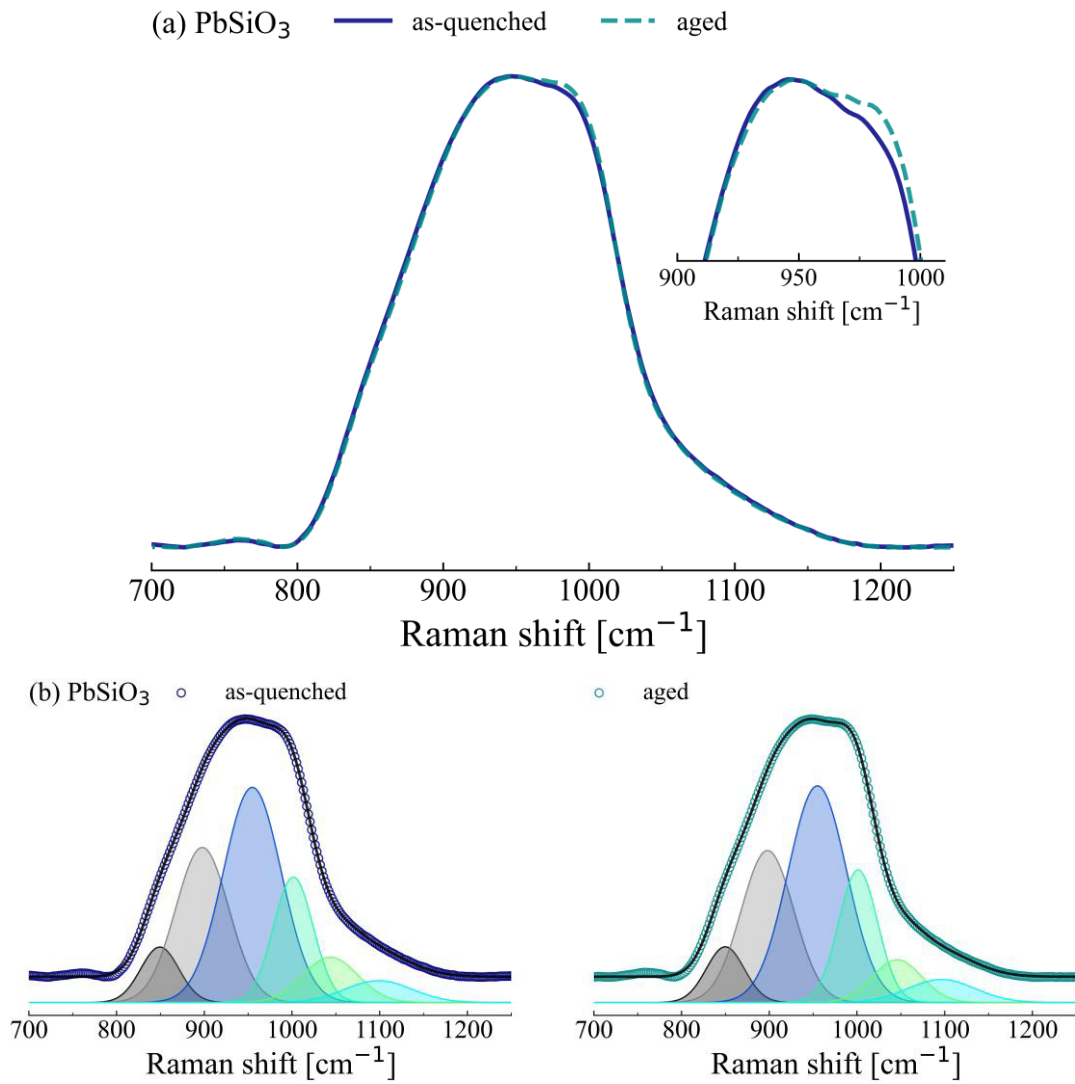 (a) PbSiO₃ as-quenched aged
900 950 1000
Raman shift [cm⁻¹]
700 800 900 1000 1100 1200
Raman shift [cm⁻¹]
(b) PbSiO₃ as-quenched aged
700 800 900 1000 1100 1200
Raman shift [cm⁻¹]
700 800 900 1000 1100 1200
Raman shift [cm⁻¹]